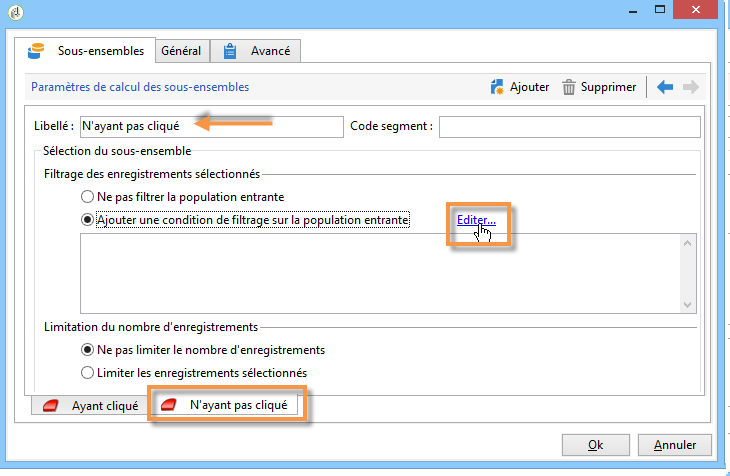 Sous-ensembles Général Avancé
Paramètres de calcul des sous-ensembles Ajouter Supprimer
Libellé : N'ayant pas cliqué Code segment :
Sélection du sous-ensemble
Filtrage des enregistrements sélectionnés
Ne pas filtrer la population entrante
Ajouter une condition de filtrage sur la population entrante Editer...
Limitation du nombre d'enregistrements
Ne pas limiter le nombre d'enregistrements
Limiter les enregistrements sélectionnés
Ayant cliqué N'ayant pas cliqué
Ok Annuler